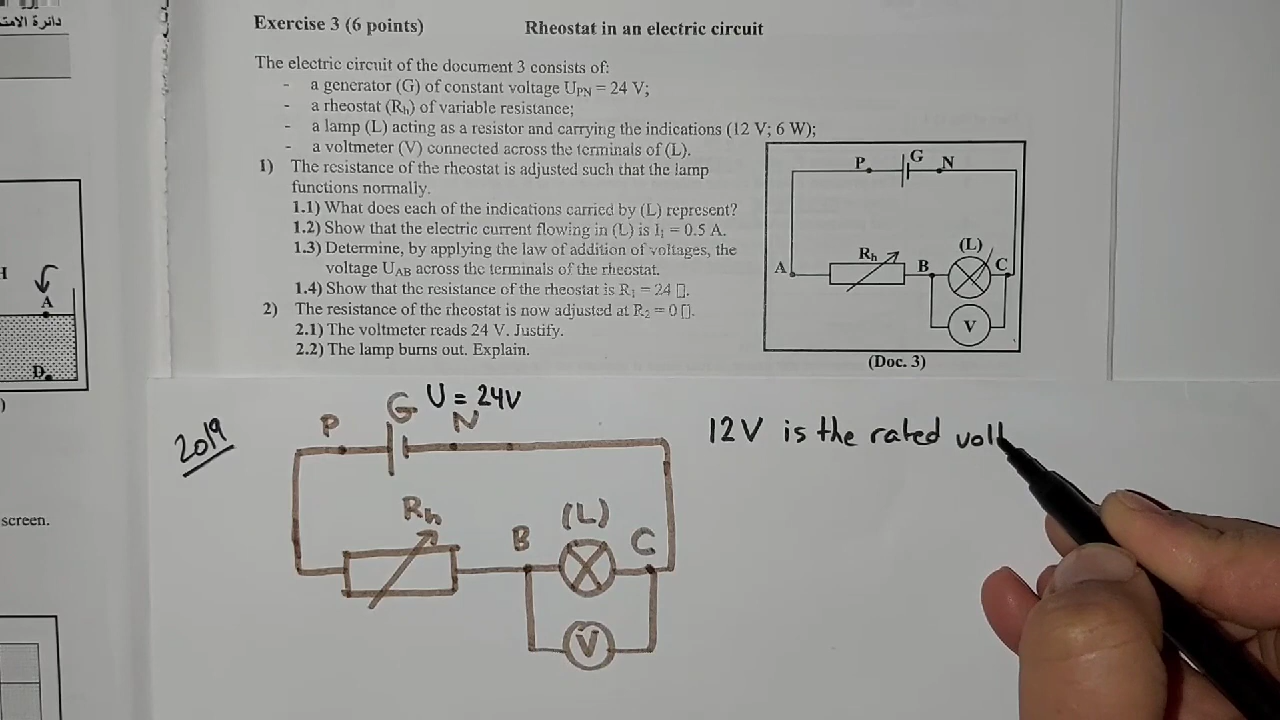 دائرة الامت
Exercise 3 (6 points)
Rheostat in an electric circuit
The electric circuit of the document 3 consists of:
- a generator (G) of constant voltage UPN = 24 V;
- a rheostat (Rh) of variable resistance;
- a lamp (L) acting as a resistor and carrying the indications (12 V; 6 W);
- a voltmeter (V) connected across the terminals of (L).
1) The resistance of the rheostat is adjusted such that the lamp
functions normally.
1.1) What does each of the indications carried by (L) represent?
1.2) Show that the electric current flowing in (L) is I1 = 0.5 A.
1.3) Determine, by applying the law of addition of voltages, the
voltage UAB across the terminals of the rheostat.
1.4) Show that the resistance of the rheostat is R1 = 24 ▯.
2) The resistance of the rheostat is now adjusted at R2 = 0 ▯.
2.1) The voltmeter reads 24 V. Justify.
2.2) The lamp burns out. Explain.
P G N
(L)
Rh
A B C
V
(Doc. 3)
H
A
D
)
screen.
2019
G U = 24V
P N
Rh (L)
B C
V
12V is the rated volt